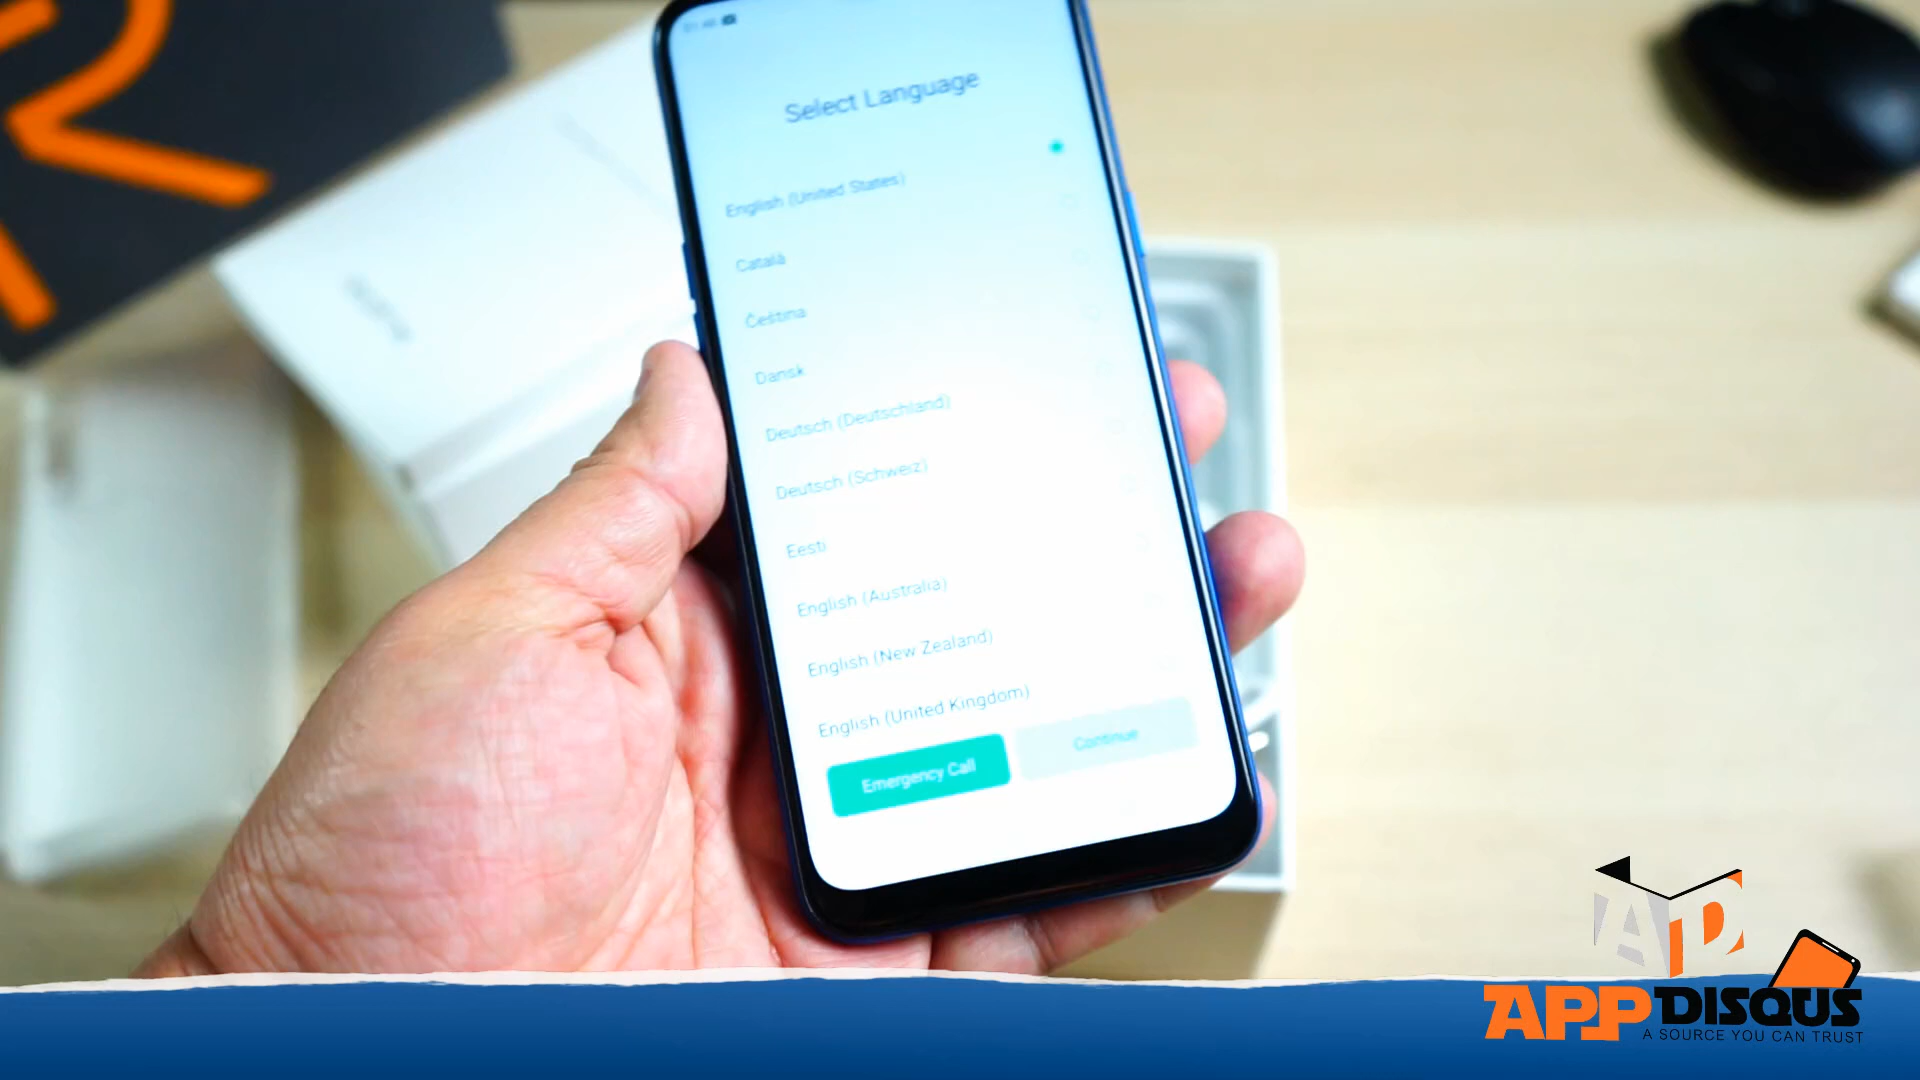 Select Language
English (United States)
Català
Čeština
Dansk
Deutsch (Deutschland)
Deutsch (Schweiz)
Eesti
English (Australia)
English (New Zealand)
English (United Kingdom)
Emergency Call
Continue
AD
APPDISQUS
A SOURCE YOU CAN TRUST